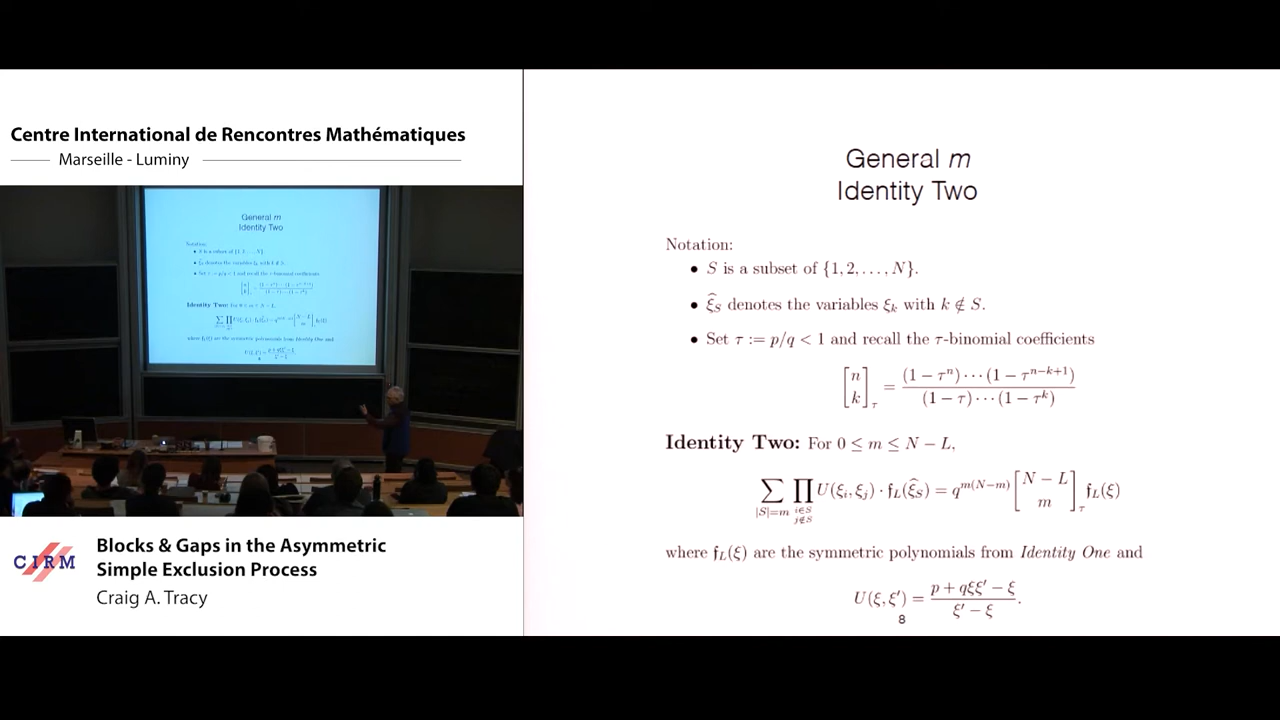 Centre International de Rencontres Mathématiques
Marseille - Luminy
General m
Identity Two
Notation:
• S is a subset of {1, 2, . . . , N}.
• ξ̂_S denotes the variables ξ_k with k ∉ S.
• Set τ := p/q < 1 and recall the τ-binomial coefficients
[n k]_τ = (1 − τ^n) · · · (1 − τ^{n−k+1}) / (1 − τ) · · · (1 − τ^k)
Identity Two: For 0 ≤ m ≤ N − L,
∑_{|S|=m} ∏_{i∈S j∉S} U(ξ_i, ξ_j) · 𝔣_L(ξ̂_S) = q^{m(N−m)} [N − L m]_τ 𝔣_L(ξ)
where 𝔣_L(ξ) are the symmetric polynomials from Identity One and
U(ξ, ξ′) = (p + qξξ′ − ξ) / (ξ′ − ξ).
8
CIRM
Blocks & Gaps in the Asymmetric
Simple Exclusion Process
Craig A. Tracy